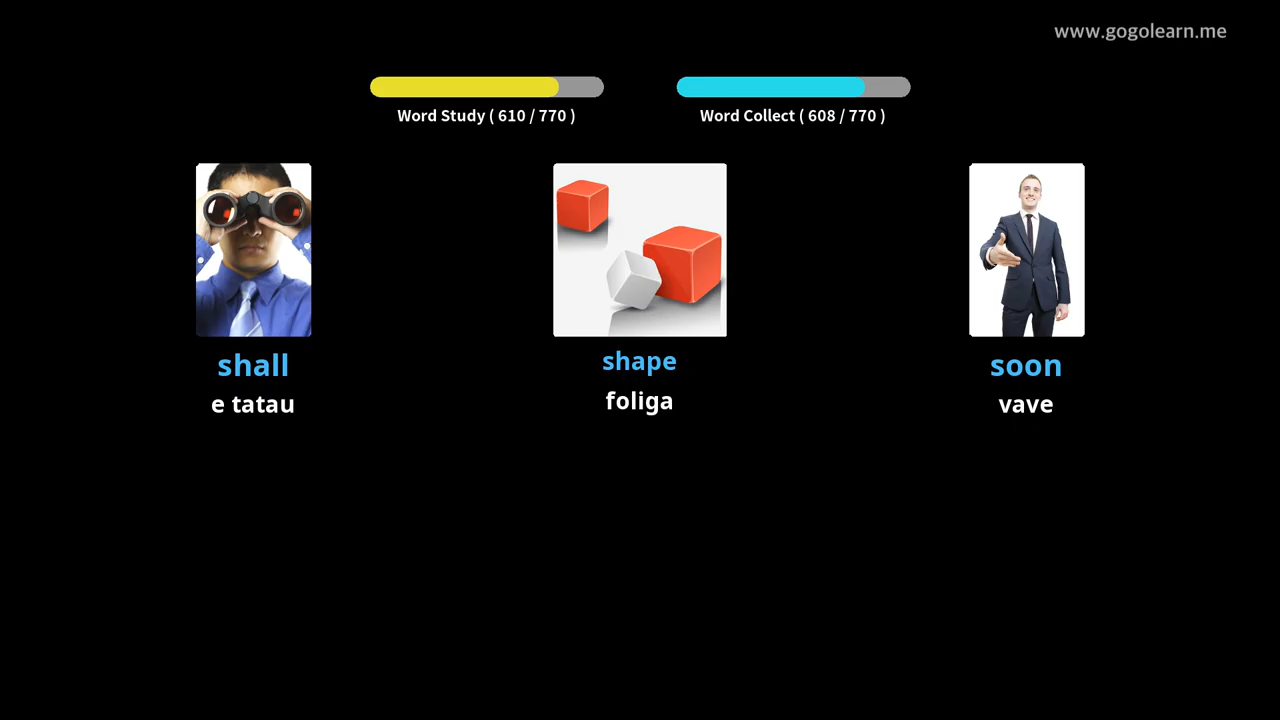 www.gogolearn.me
Word Study ( 610 / 770 )
Word Collect ( 608 / 770 )
shall
e tatau
shape
foliga
soon
vave